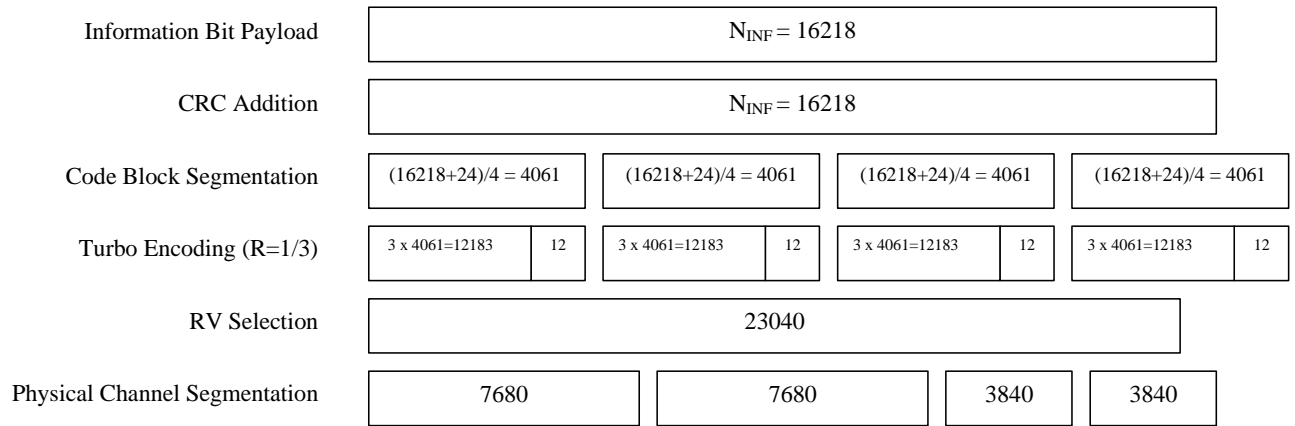 Information Bit Payload N_INF = 16218
CRC Addition N_INF = 16218
Code Block Segmentation (16218+24)/4 = 4061 (16218+24)/4 = 4061 (16218+24)/4 = 4061 (16218+24)/4 = 4061
Turbo Encoding (R=1/3) 3 x 4061=12183 12 3 x 4061=12183 12 3 x 4061=12183 12 3 x 4061=12183 12
RV Selection 23040
Physical Channel Segmentation 7680 7680 3840 3840